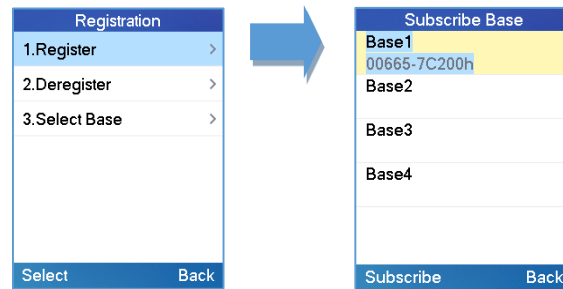 Registration
1.Register
2.Deregister
3.Select Base
Select Back
Subscribe Base
Base1
00665-7C200h
Base2
Base3
Base4
Subscribe Back